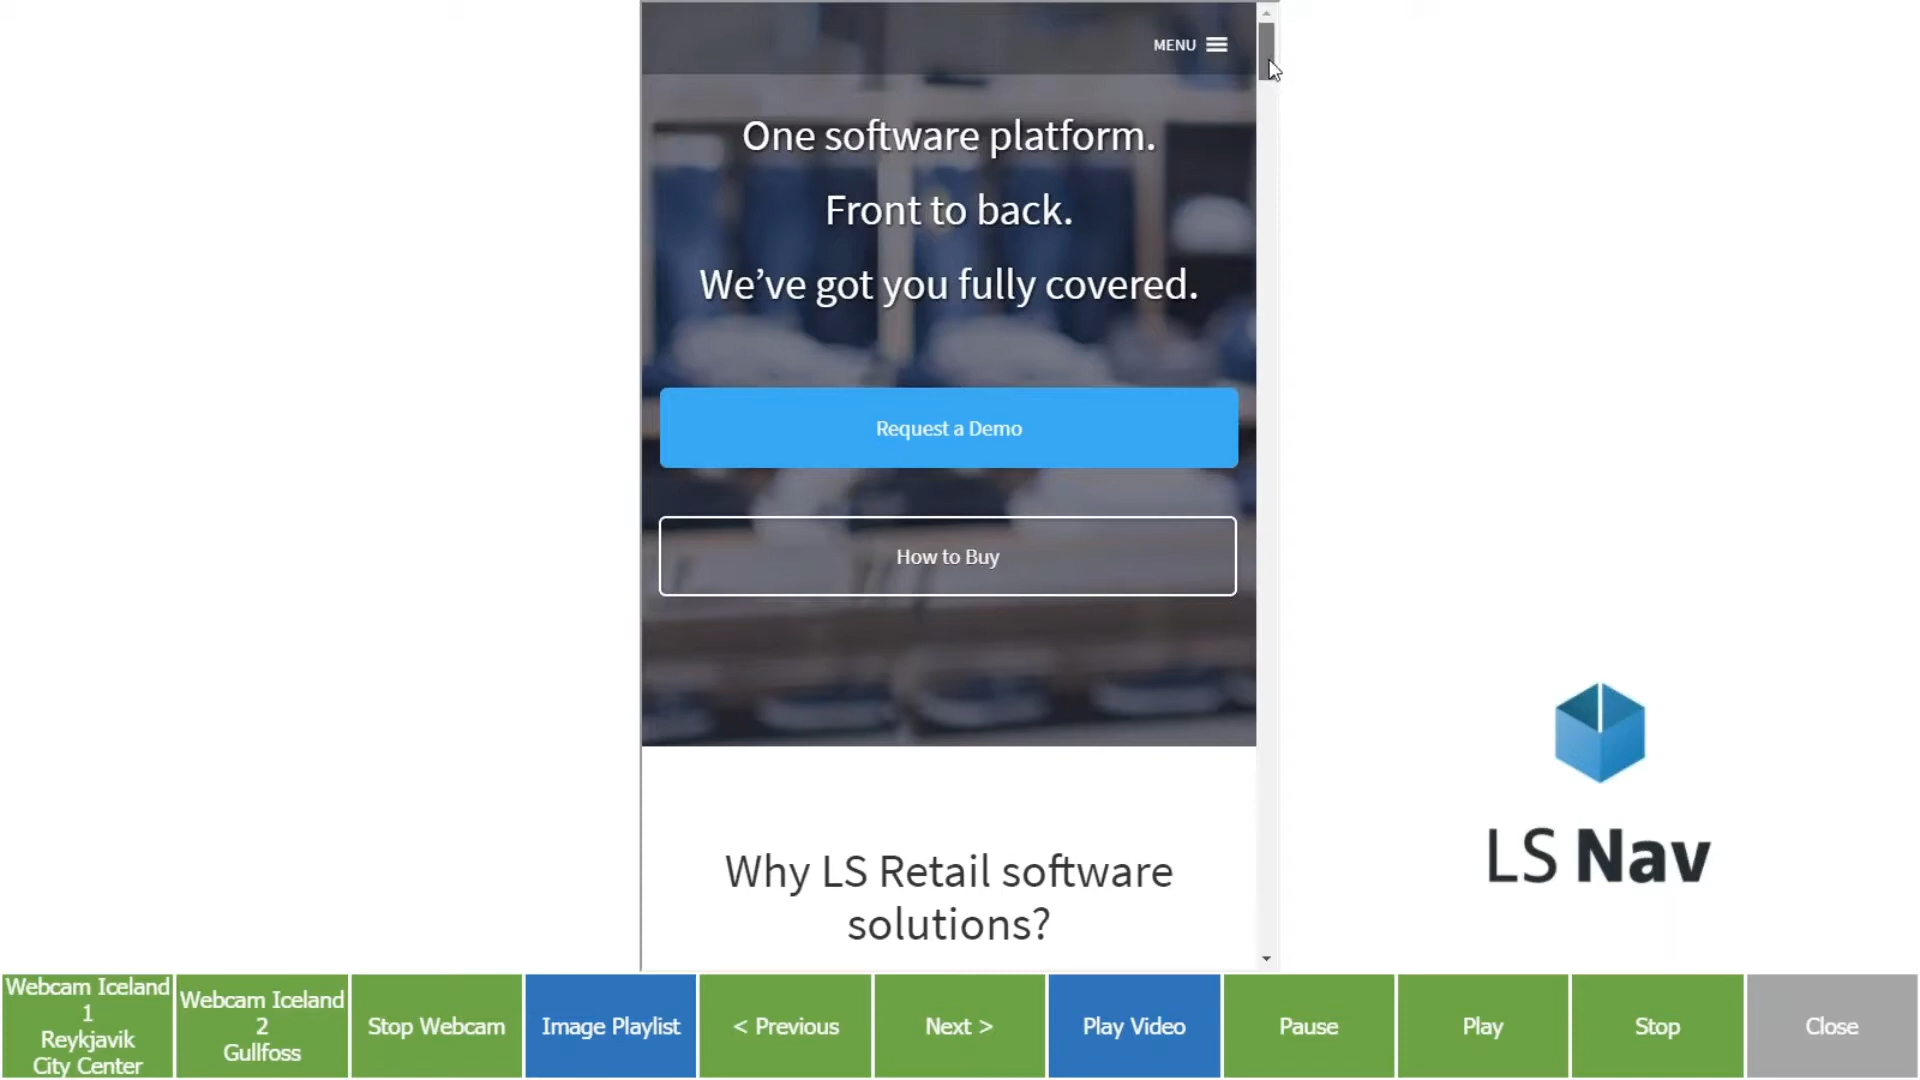 MENU
One software platform.
Front to back.
We’ve got you fully covered.
Request a Demo
How to Buy
Why LS Retail software
solutions?
LS Nav
Webcam Iceland
1
Reykjavik
City Center
Webcam Iceland
2
Gullfoss
Stop Webcam
Image Playlist
< Previous
Next >
Play Video
Pause
Play
Stop
Close